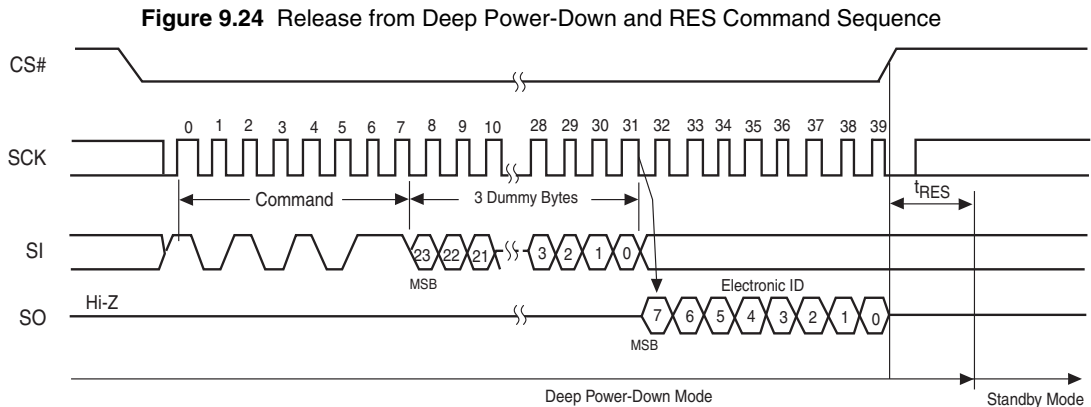 Figure 9.24 Release from Deep Power-Down and RES Command Sequence
CS#
0 1 2 3 4 5 6 7 8 9 10 28 29 30 31 32 33 34 35 36 37 38 39
SCK
Command
3 Dummy Bytes
tRES
SI
23 22 21 3 2 1 0
MSB
Electronic ID
Hi-Z
SO
7 6 5 4 3 2 1 0
MSB
Deep Power-Down Mode
Standby Mode